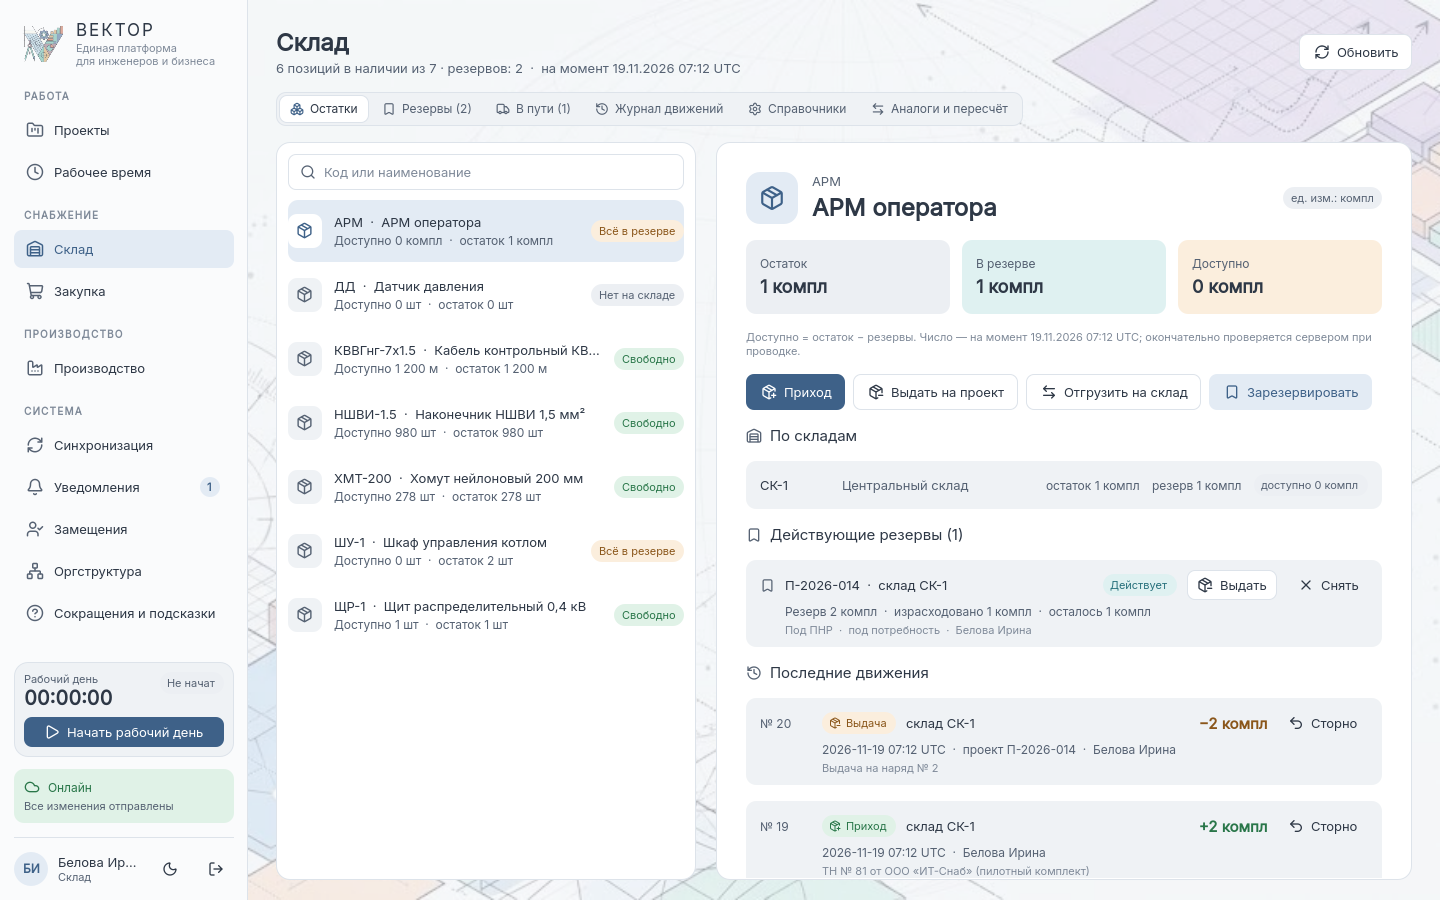 ВЕКТОР
Единая платформа
для инженеров и бизнеса
РАБОТА
Проекты
Рабочее время
СНАБЖЕНИЕ
Склад
Закупка
ПРОИЗВОДСТВО
Производство
СИСТЕМА
Синхронизация
Уведомления 1
Замещения
Оргструктура
Сокращения и подсказки
Рабочий день Не начат
00:00:00
Начать рабочий день
Онлайн
Все изменения отправлены
БИ Белова Ир...
Склад
Склад
6 позиций в наличии из 7 · резервов: 2 · на момент 19.11.2026 07:12 UTC
Обновить
Остатки Резервы (2) В пути (1) Журнал движений Справочники Аналоги и пересчёт
Код или наименование
АРМ · АРМ оператора
Доступно 0 компл · остаток 1 компл
Всё в резерве
ДД · Датчик давления
Доступно 0 шт · остаток 0 шт
Нет на складе
КВВГнг-7х1.5 · Кабель контрольный КВ...
Доступно 1 200 м · остаток 1 200 м
Свободно
НШВИ-1.5 · Наконечник НШВИ 1,5 мм²
Доступно 980 шт · остаток 980 шт
Свободно
ХМТ-200 · Хомут нейлоновый 200 мм
Доступно 278 шт · остаток 278 шт
Свободно
ШУ-1 · Шкаф управления котлом
Доступно 0 шт · остаток 2 шт
Всё в резерве
ЩР-1 · Щит распределительный 0,4 кВ
Доступно 1 шт · остаток 1 шт
Свободно
АРМ
АРМ оператора
ед. изм.: компл
Остаток
1 компл
В резерве
1 компл
Доступно
0 компл
Доступно = остаток − резервы. Число — на момент 19.11.2026 07:12 UTC; окончательно проверяется сервером при
проводке.
Приход Выдать на проект Отгрузить на склад Зарезервировать
По складам
СК-1 Центральный склад остаток 1 компл резерв 1 компл доступно 0 компл
Действующие резервы (1)
П-2026-014 · склад СК-1 Действует Выдать Снять
Резерв 2 компл · израсходовано 1 компл · осталось 1 компл
Под ПНР · под потребность · Белова Ирина
Последние движения
№ 20 Выдача склад СК-1 −2 компл Сторно
2026-11-19 07:12 UTC · проект П-2026-014 · Белова Ирина
Выдача на наряд № 2
№ 19 Приход склад СК-1 +2 компл Сторно
2026-11-19 07:12 UTC · Белова Ирина
ТН № 81 от ООО «ИТ-Снаб» (пилотный комплект)